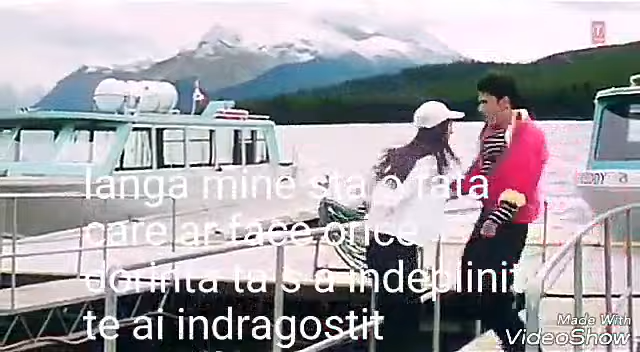 langa mine sta o fata
care ar face orice
dorinta ta s a indeplinit
te ai indragostit
Made With
VideoShow